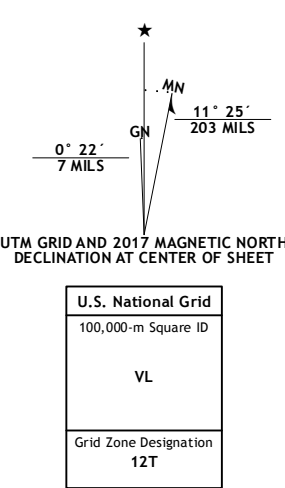 MN
11° 25´
203 MILS
GN
0° 22´
7 MILS
UTM GRID AND 2017 MAGNETIC NORTH
DECLINATION AT CENTER OF SHEET
U.S. National Grid
100,000-m Square ID
VL
Grid Zone Designation
12T